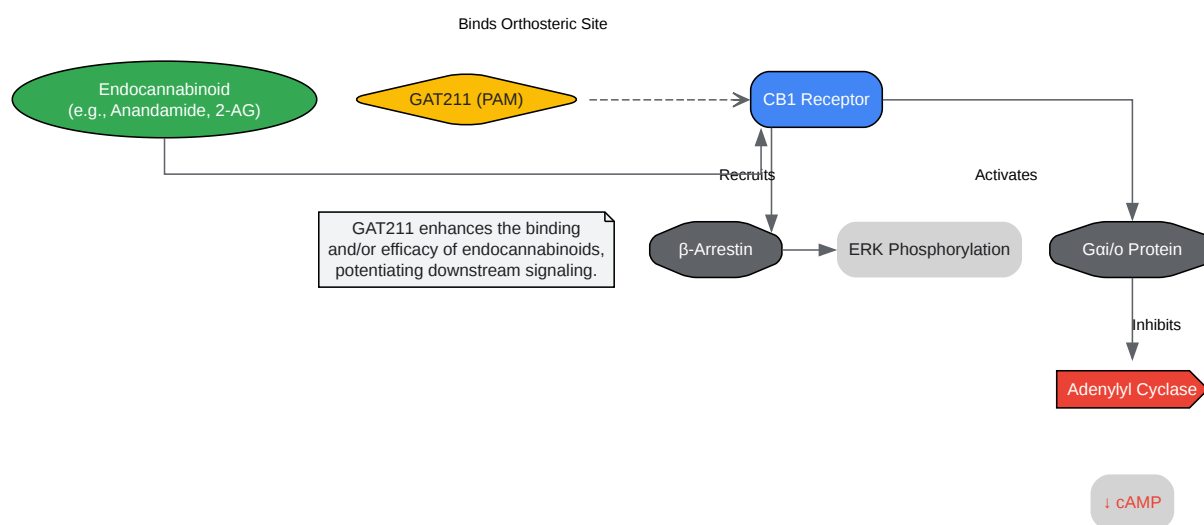 Binds Orthosteric Site
Endocannabinoid
(e.g., Anandamide, 2-AG)
GAT211 (PAM)
CB1 Receptor
Recruits
Activates
GAT211 enhances the binding
and/or efficacy of endocannabinoids,
potentiating downstream signaling.
β-Arrestin
ERK Phosphorylation
Gαi/o Protein
Inhibits
Adenylyl Cyclase
↓ cAMP